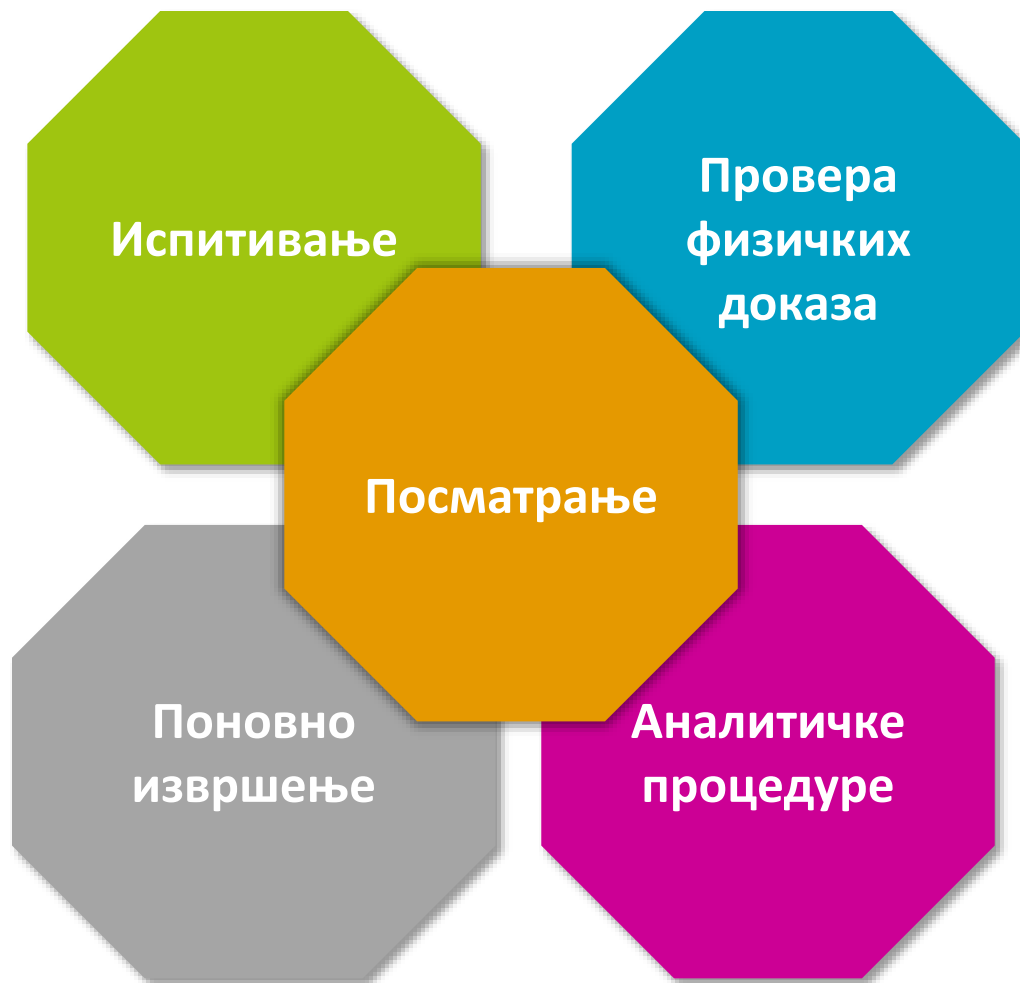 Испитивање
Провера
физичких
доказа
Посматрање
Поновно
извршење
Аналитичке
процедуре